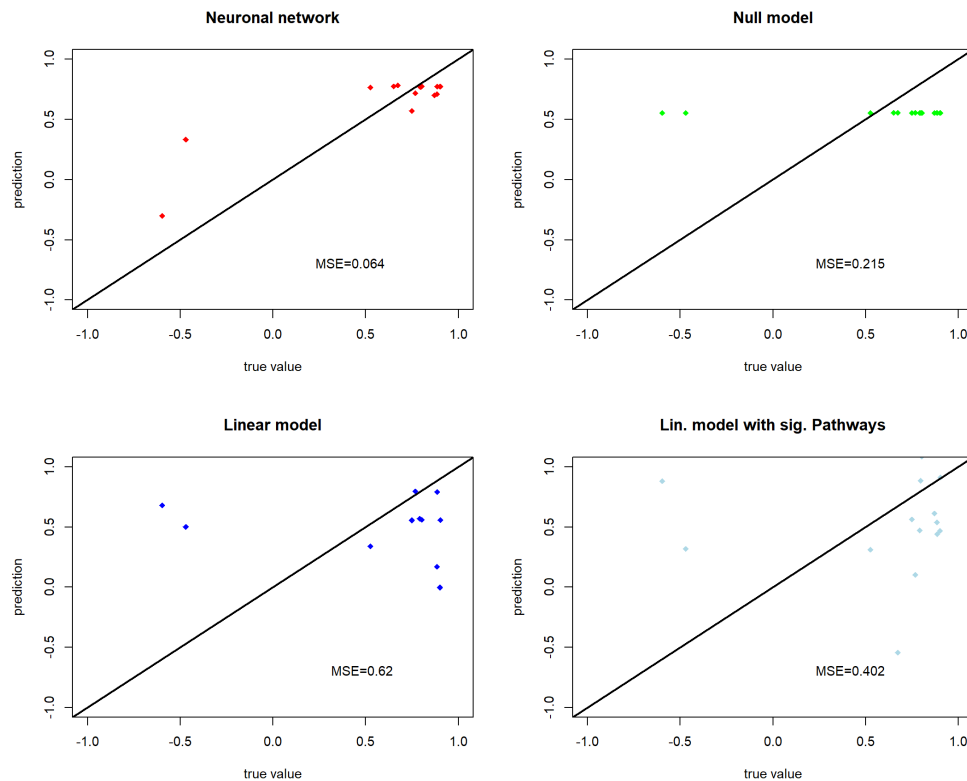 Neuronal network
1.0
0.5
0.0
-0.5
-1.0
prediction
MSE=0.064
-1.0 -0.5 0.0 0.5 1.0
true value
Null model
1.0
0.5
0.0
-0.5
-1.0
prediction
MSE=0.215
-1.0 -0.5 0.0 0.5 1.0
true value
Linear model
1.0
0.5
0.0
-0.5
-1.0
prediction
MSE=0.62
-1.0 -0.5 0.0 0.5 1.0
true value
Lin. model with sig. Pathways
1.0
0.5
0.0
-0.5
-1.0
prediction
MSE=0.402
-1.0 -0.5 0.0 0.5 1.0
true value